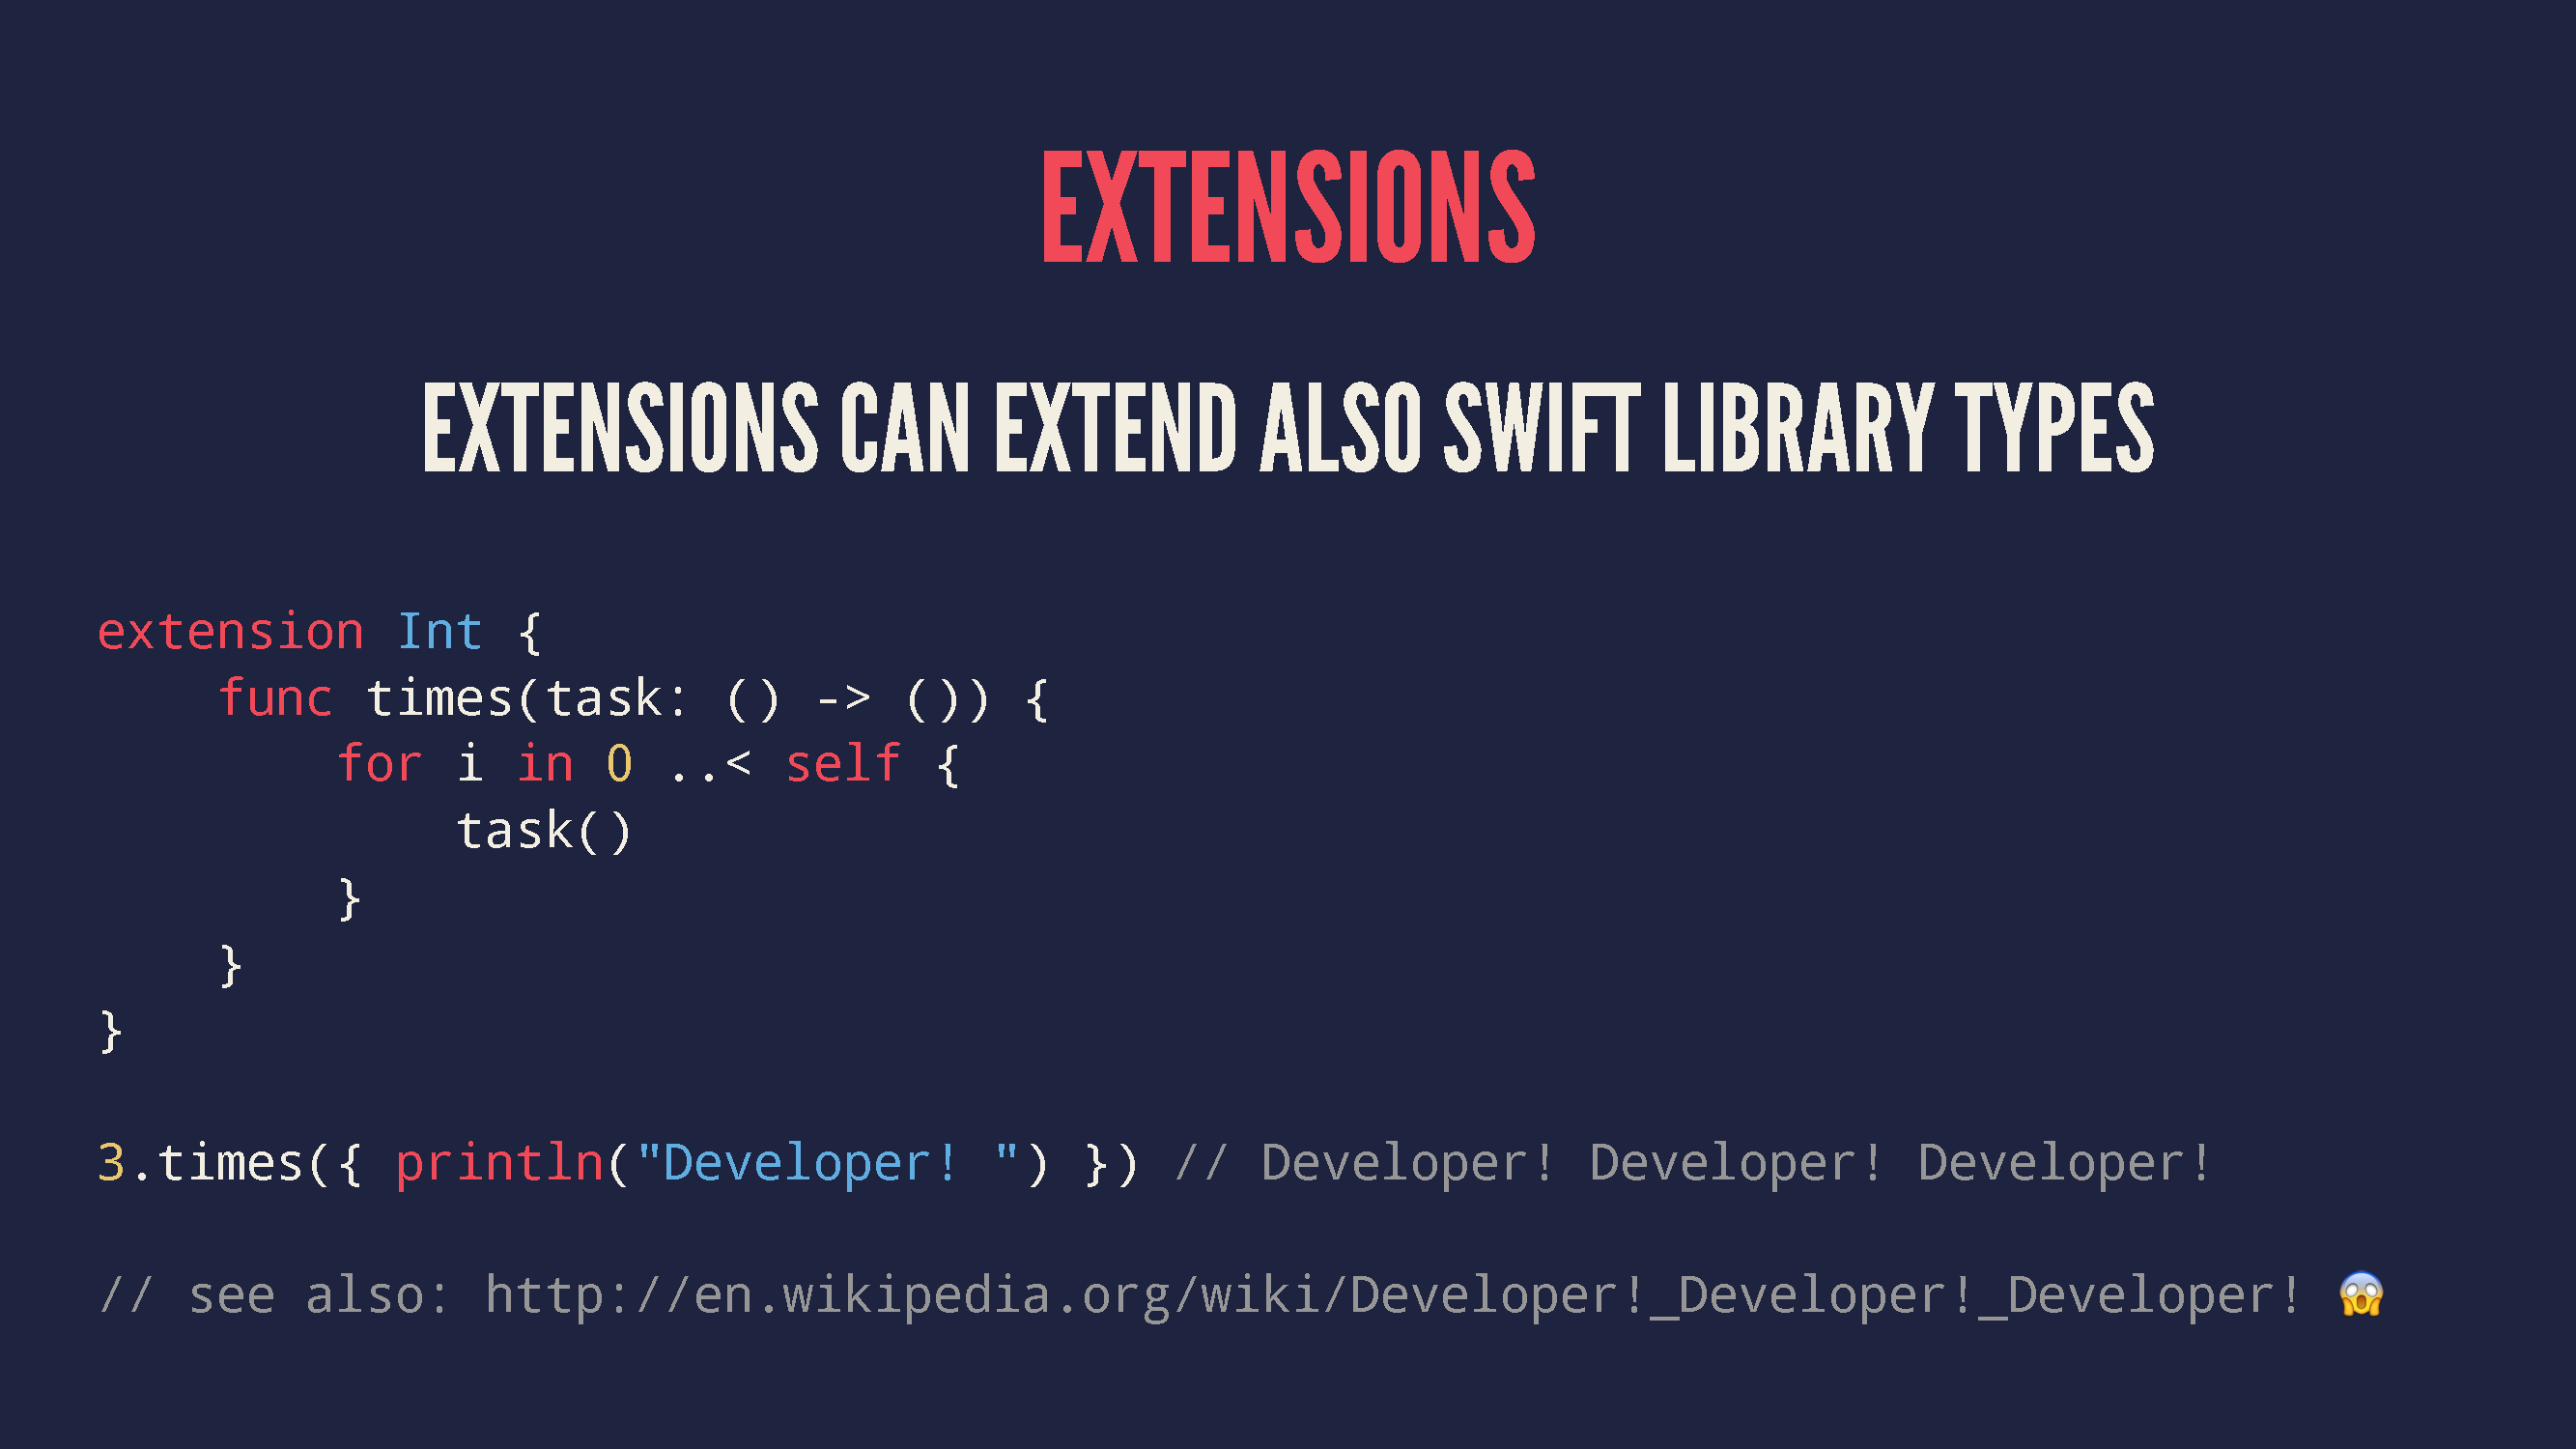 EXTENSIONS
EXTENSIONS CAN EXTEND ALSO SWIFT LIBRARY TYPES
extension Int {
    func times(task: () -> ()) {
        for i in 0 ..< self {
            task()
        }
    }
}
3.times({ println("Developer! ") }) // Developer! Developer! Developer!
// see also: http://en.wikipedia.org/wiki/Developer!_Developer!_Developer! 😱